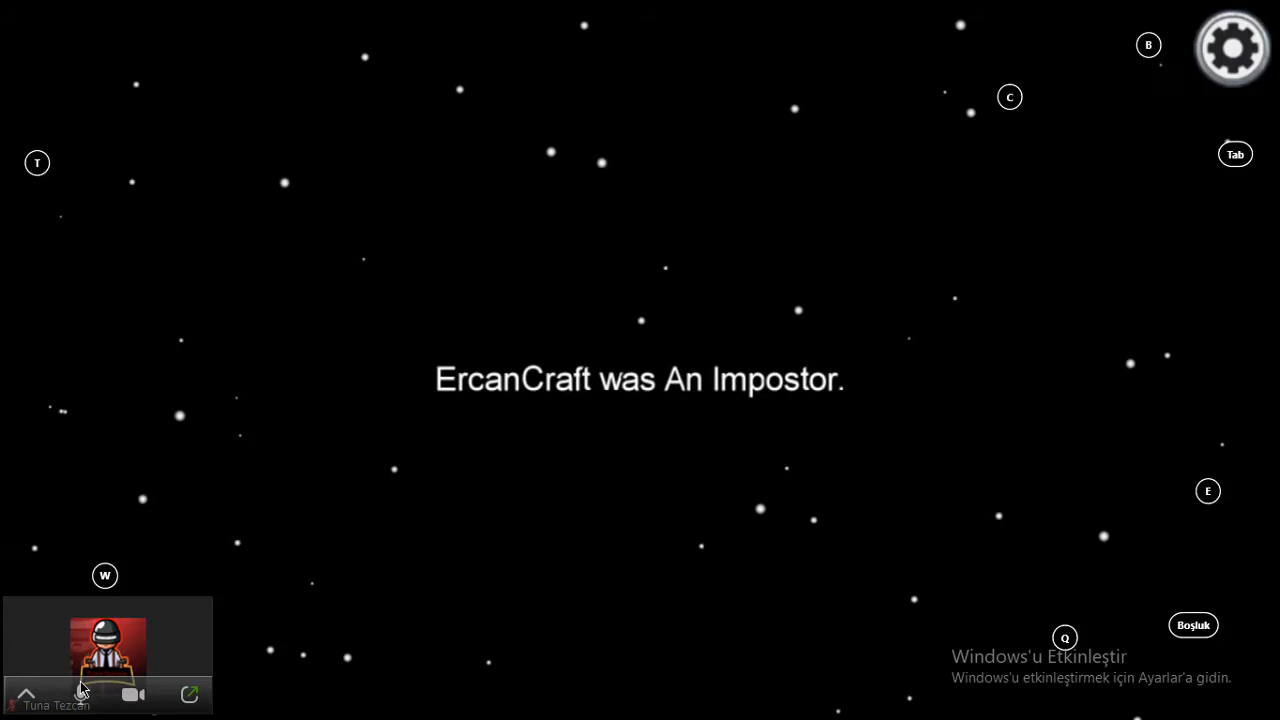 B
C
T
Tab
ErcanCraft was An Impostor.
E
W
Boşluk
Q
Windows'u Etkinleştir
Windows'u etkinleştirmek için Ayarlar'a gidin.
Tuna Tezcan